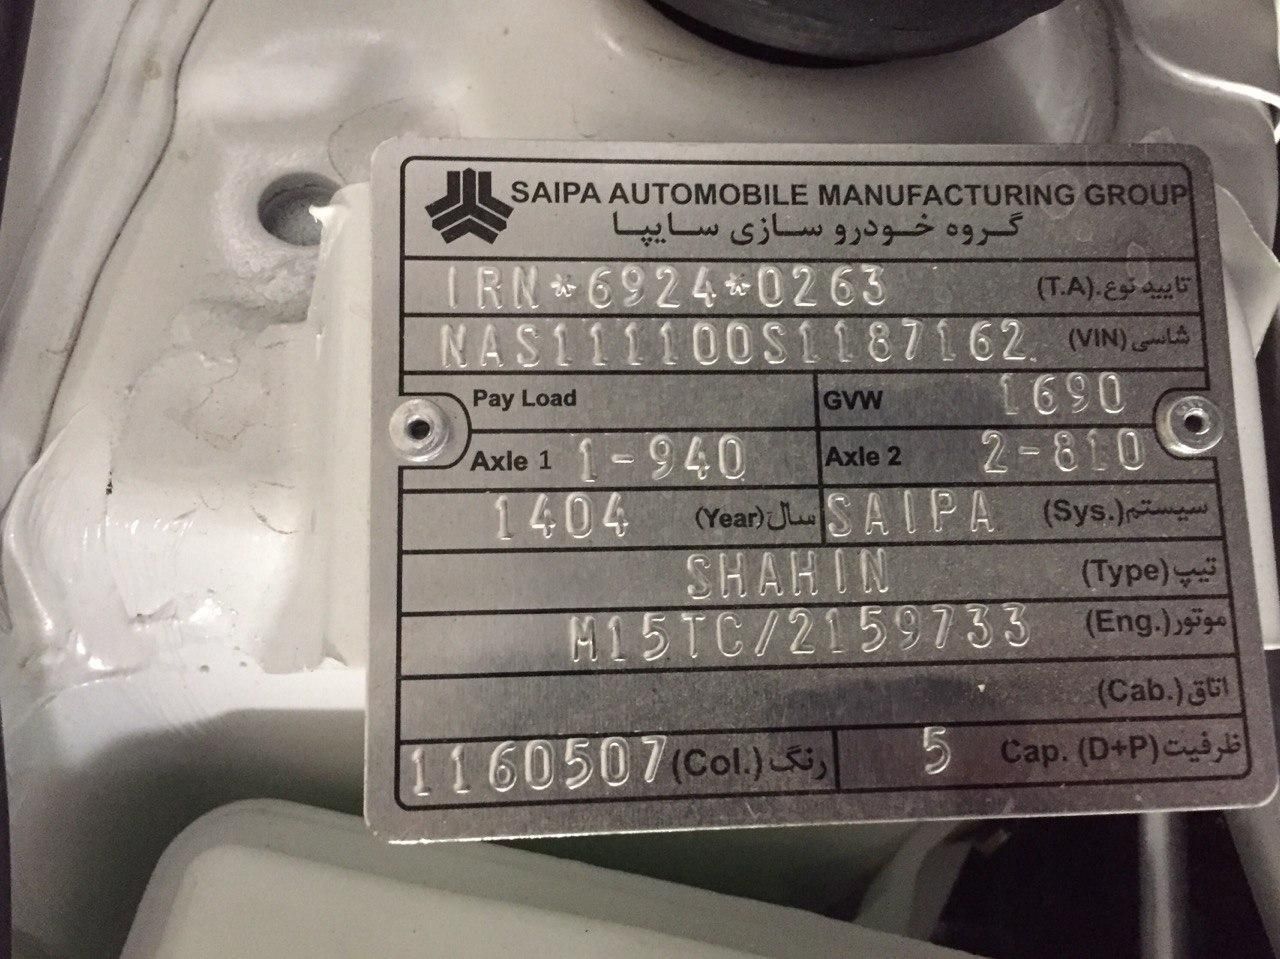 SAIPA AUTOMOBILE MANUFACTURING GROUP
گروه خودرو سازی سایپا
IRN*6924*0263 تایید نوع.(T.A)
NAS111100S1187162 شاسی(VIN)
Pay Load GVW 1690
Axle 1 1-940 Axle 2 2-810
1404 سال(Year) SAIPA سیستم(Sys.)
SHAHIN تیپ(Type)
M15TC/2159733 موتور(Eng.)
اتاق(Cab.)
1160507 رنگ(Col.) 5 Cap. (D+P)ظرفیت